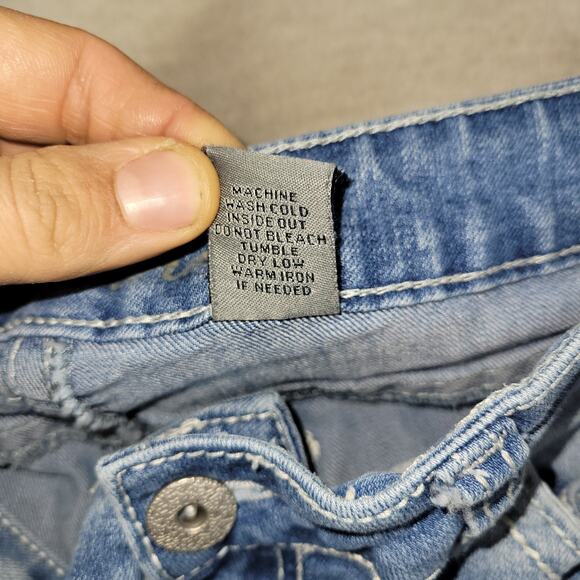 MACHINE
WASH COLD
INSIDE OUT
DO NOT BLEACH
TUMBLE
DRY LOW
WARM IRON
IF NEEDED